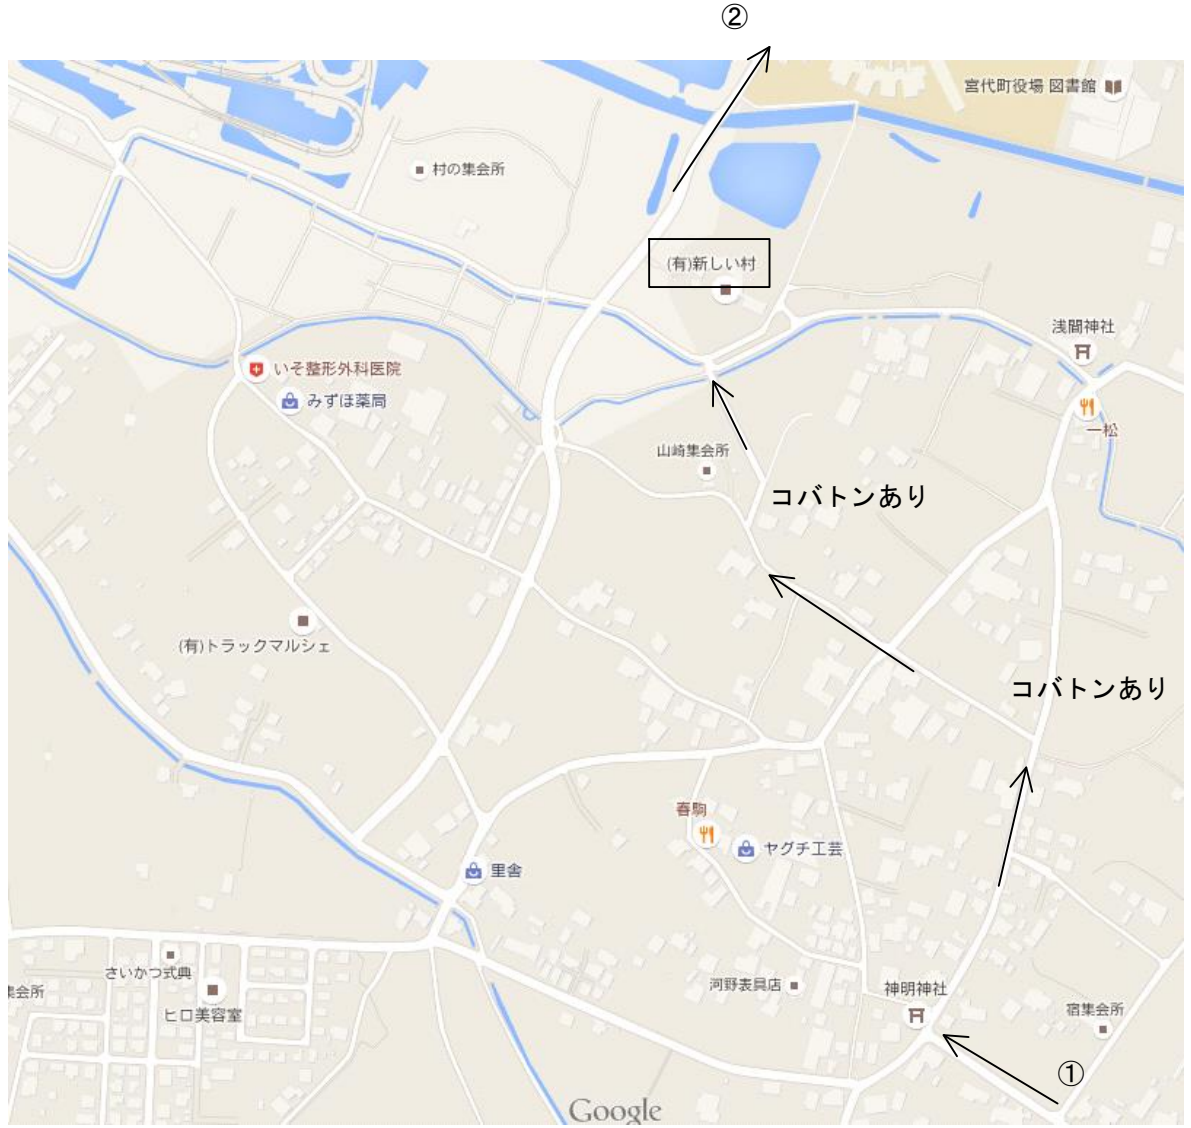 ②
宮代町役場 図書館
村の集会所
(有)新しい村
浅間神社
いそ整形外科医院
みずほ薬局
一松
山崎集会所
コバトンあり
(有)トラックマルシェ
コバトンあり
春駒
ヤグチ工芸
里舎
さいかつ式典
河野表具店
神明神社
集会所
ヒロ美容室
宿集会所
①
Google